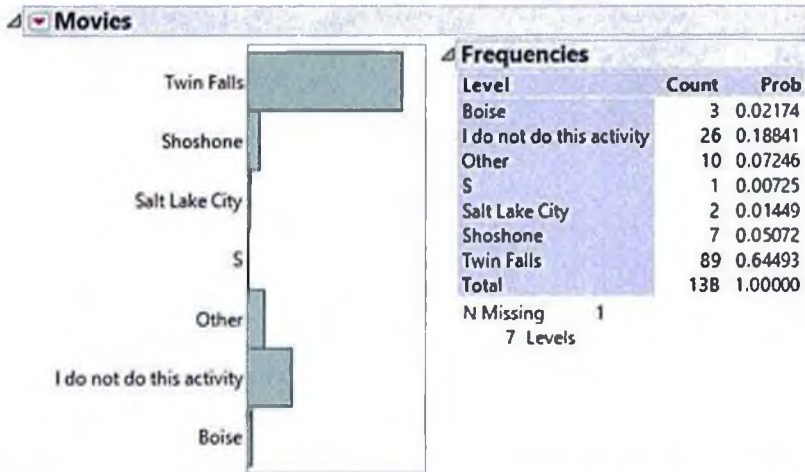 Movies
Twin Falls
Shoshone
Salt Lake City
S
Other
I do not do this activity
Boise
Frequencies
Level Count Prob
Boise 3 0.02174
I do not do this activity 26 0.18841
Other 10 0.07246
S 1 0.00725
Salt Lake City 2 0.01449
Shoshone 7 0.05072
Twin Falls 89 0.64493
Total 138 1.00000
N Missing 1
7 Levels